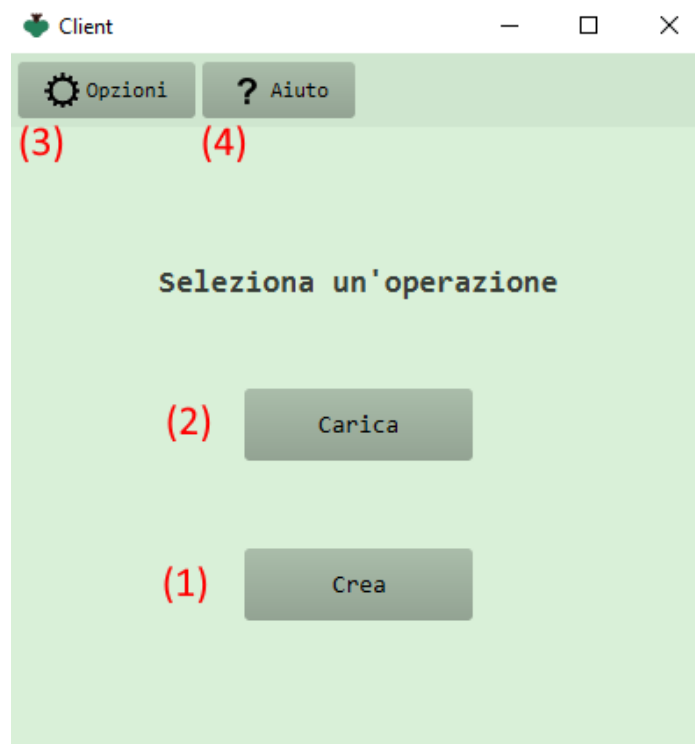 Client
Opzioni ? Aiuto
(3) (4)
Seleziona un'operazione
(2) Carica
(1) Crea